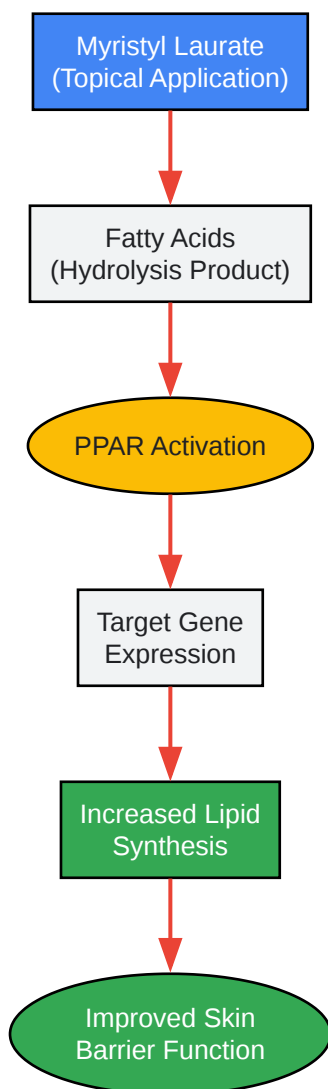 Myristyl Laurate
(Topical Application)
Fatty Acids
(Hydrolysis Product)
PPAR Activation
Target Gene
Expression
Increased Lipid
Synthesis
Improved Skin
Barrier Function